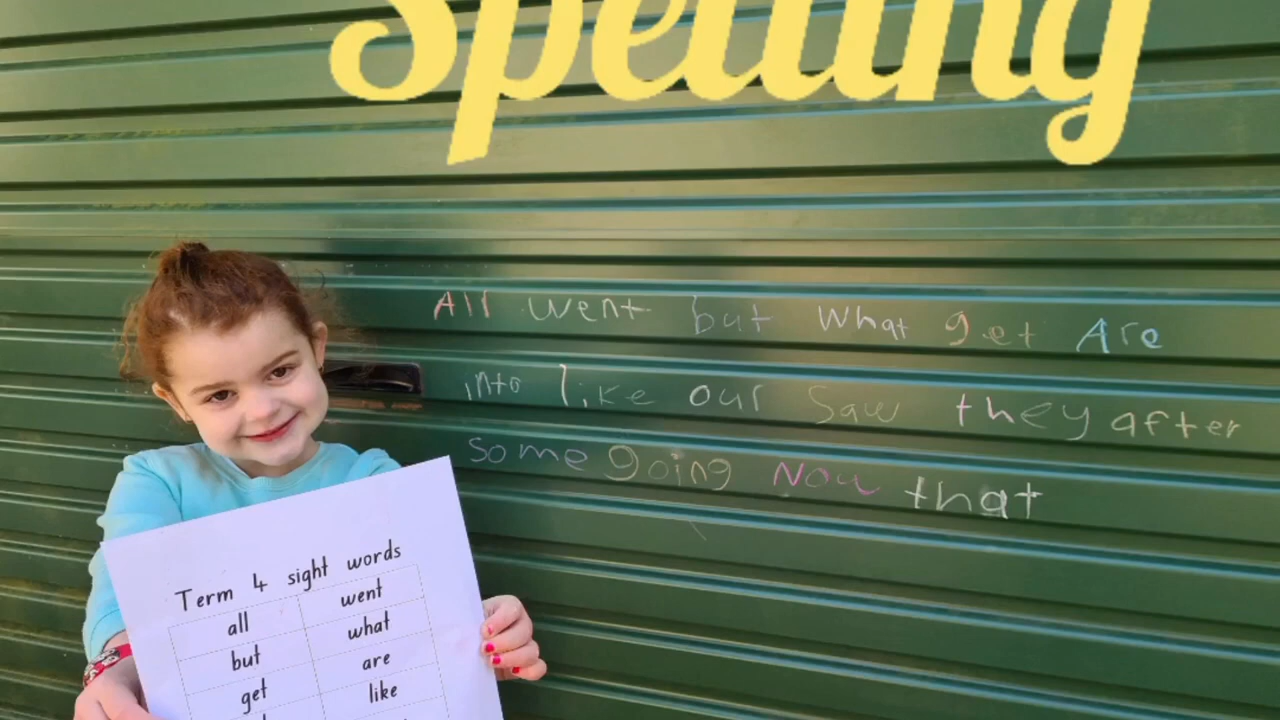 Spelling
All went but what get Are
into like our saw they after
some going Now that
Term 4 sight words
all went
but what
get are
like